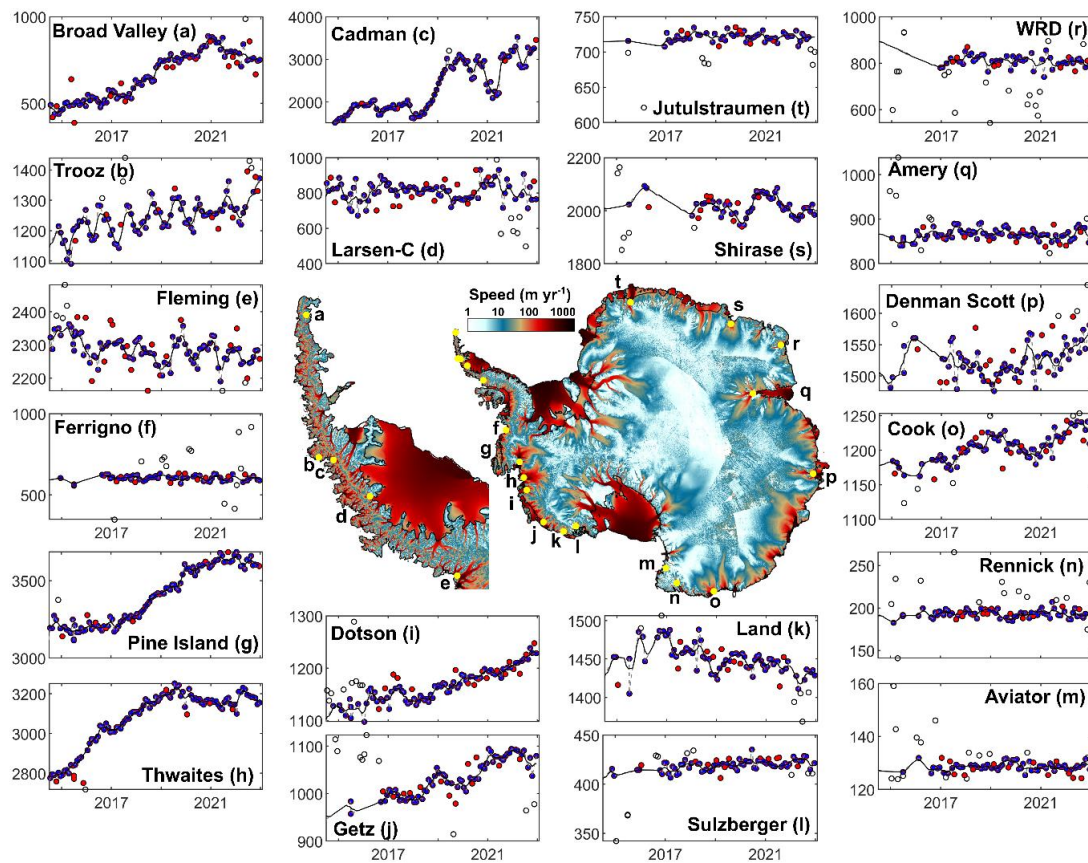 Broad Valley (a)
1000
500
2017
2021
Cadman (c)
4000
3000
2000
2017
2021
Jutulstraumen (t)
750
700
650
600
2017
2021
WRD (r)
1000
800
600
2017
2021
Trooz (b)
1400
1300
1200
1100
Larsen-C (d)
1000
800
600
400
Shirase (s)
2200
2000
1800
Amery (q)
1000
900
800
Fleming (e)
2400
2300
2200
Speed (m yr-1)
1 10 100 1000
Denman Scott (p)
1600
1550
1500
Ferrigno (f)
1000
500
2017
2021
Cook (o)
1250
1200
1150
1100
a
b
c
d
e
t
s
r
q
f
g
h
i
j
k
l
m
n
o
p
Pine Island (g)
3500
3000
Dotson (i)
1300
1200
1100
Land (k)
1500
1450
1400
Rennick (n)
250
200
150
Thwaites (h)
3200
3000
2800
2017
2021
Getz (j)
1100
1000
900
2017
2021
Sulzberger (l)
450
400
350
2017
2021
Aviator (m)
160
140
120
2017
2021